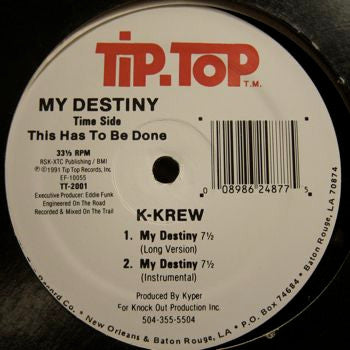 TIP.TOP
T.M.
MY DESTINY
Time Side
This Has To Be Done
33⅓ RPM
RSK-XTC Publishing / BMI
℗©1991 Tip Top Records, Inc
EF-10055
TT-2001
Executive Producer: Eddie Funk
Engineered On The Road
Recorded & Mixed On The Trail
0 08986 24877 5
K-KREW
1. My Destiny 7½
(Long Version)
2. My Destiny 7½
(Instrumental)
Produced By Kyper
For Knock Out Production Inc.
504-355-5504
Record Co. • New Orleans & Baton Rouge, LA. • P.O. Box 74684 • Baton Rouge, LA 70874